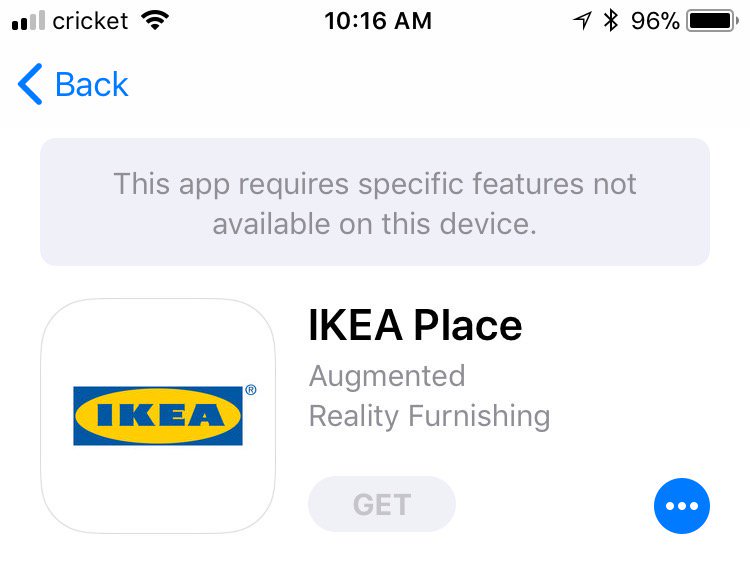 cricket 10:16 AM 96%
Back
This app requires specific features not
available on this device.
IKEA Place
Augmented
Reality Furnishing
IKEA®
GET